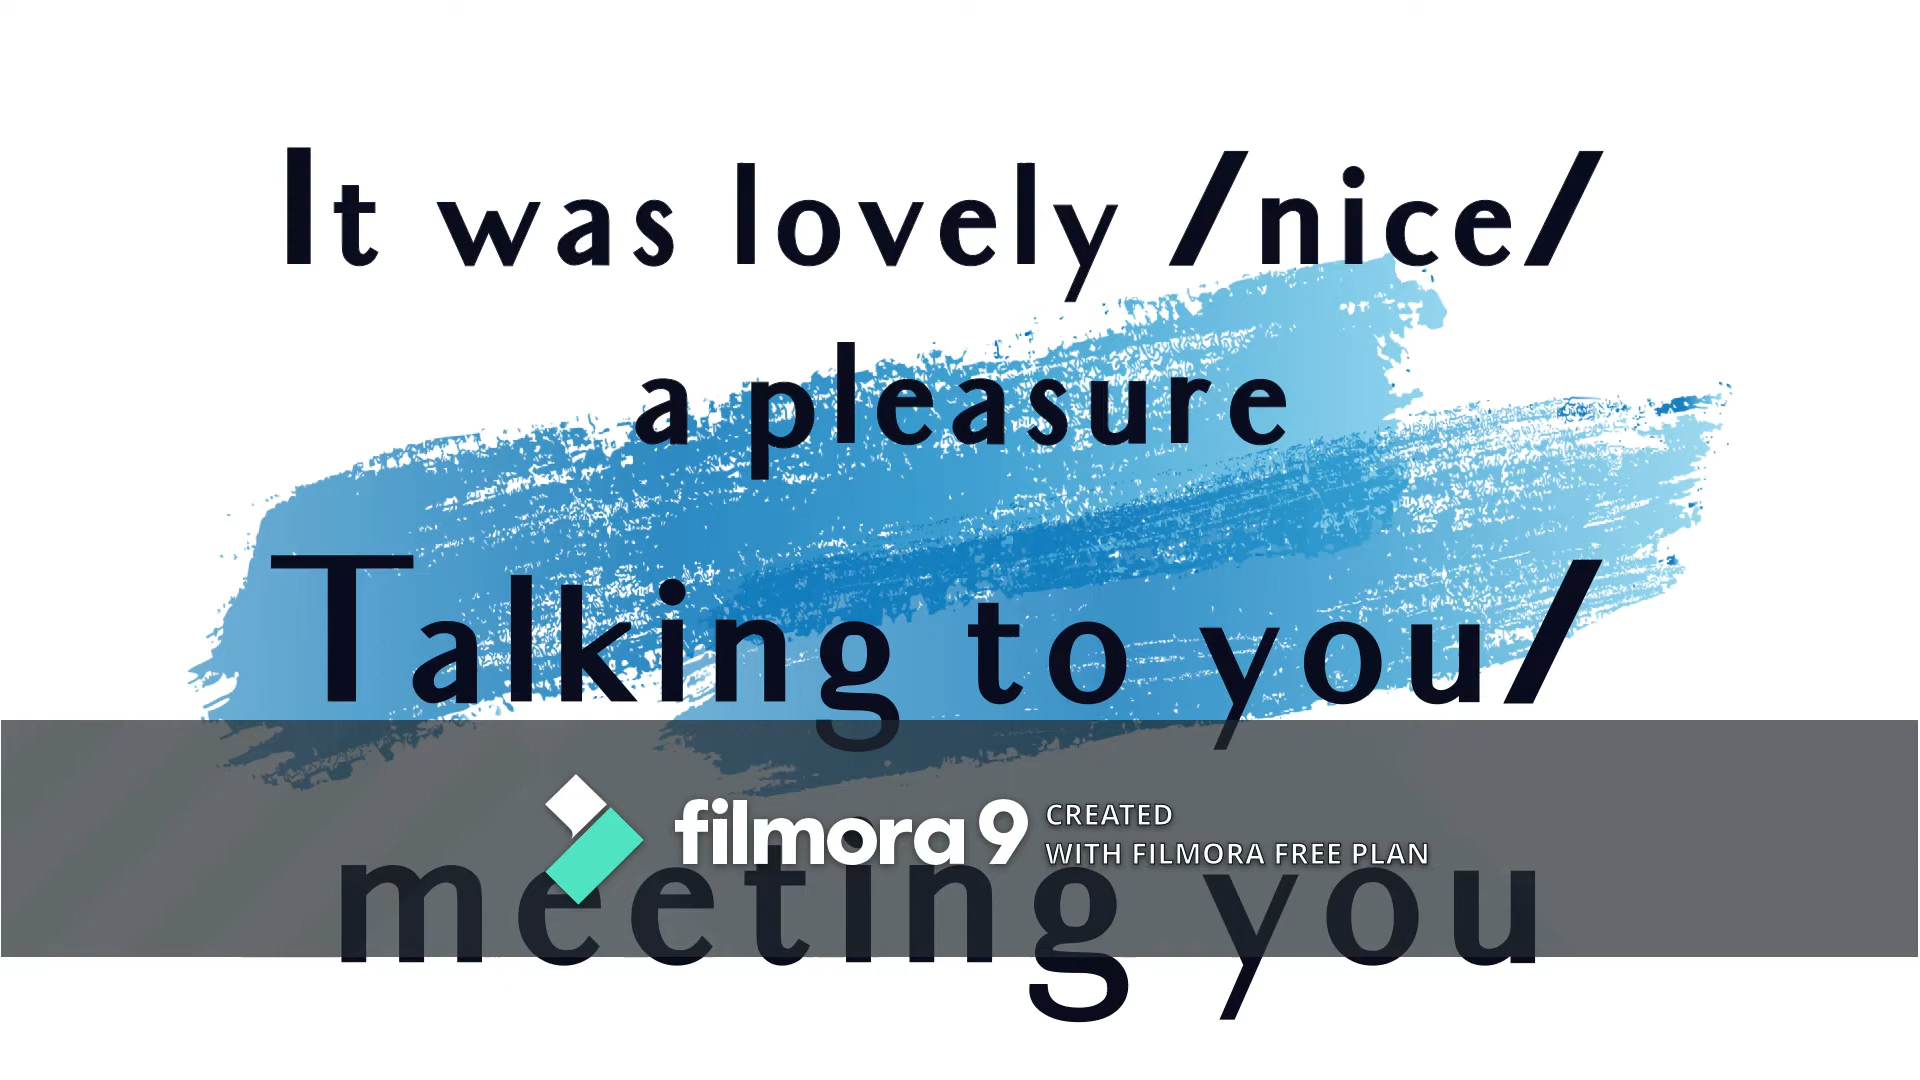 It was lovely /nice/
a pleasure
Talking to you/
filmora9 CREATED
WITH FILMORA FREE PLAN
meeting you